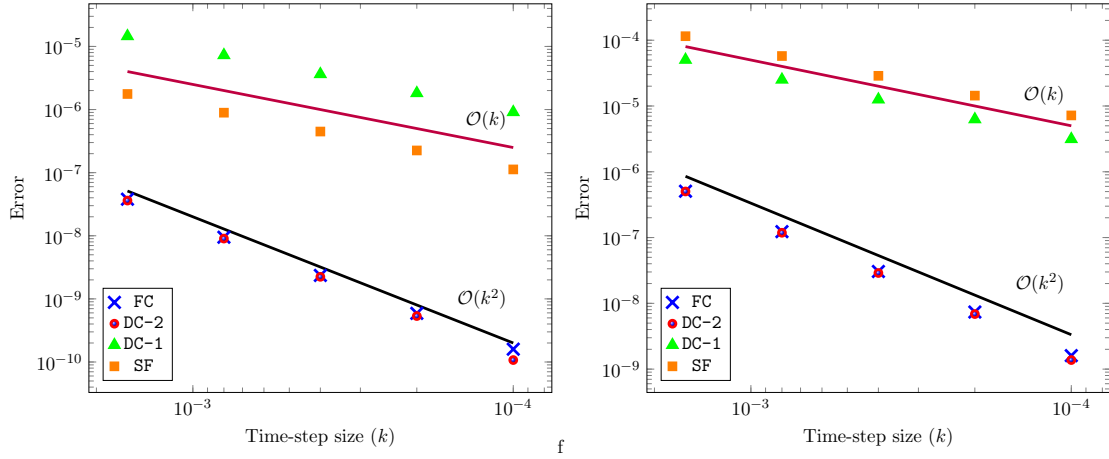 10^{-5}
10^{-6}
10^{-7}
10^{-8}
10^{-9}
10^{-10}
Error
𝒪(k)
𝒪(k²)
FC
DC-2
DC-1
SF
10^{-3}
10^{-4}
Time-step size (k)
f
10^{-4}
10^{-5}
10^{-6}
10^{-7}
10^{-8}
10^{-9}
Error
𝒪(k)
𝒪(k²)
FC
DC-2
DC-1
SF
10^{-3}
10^{-4}
Time-step size (k)